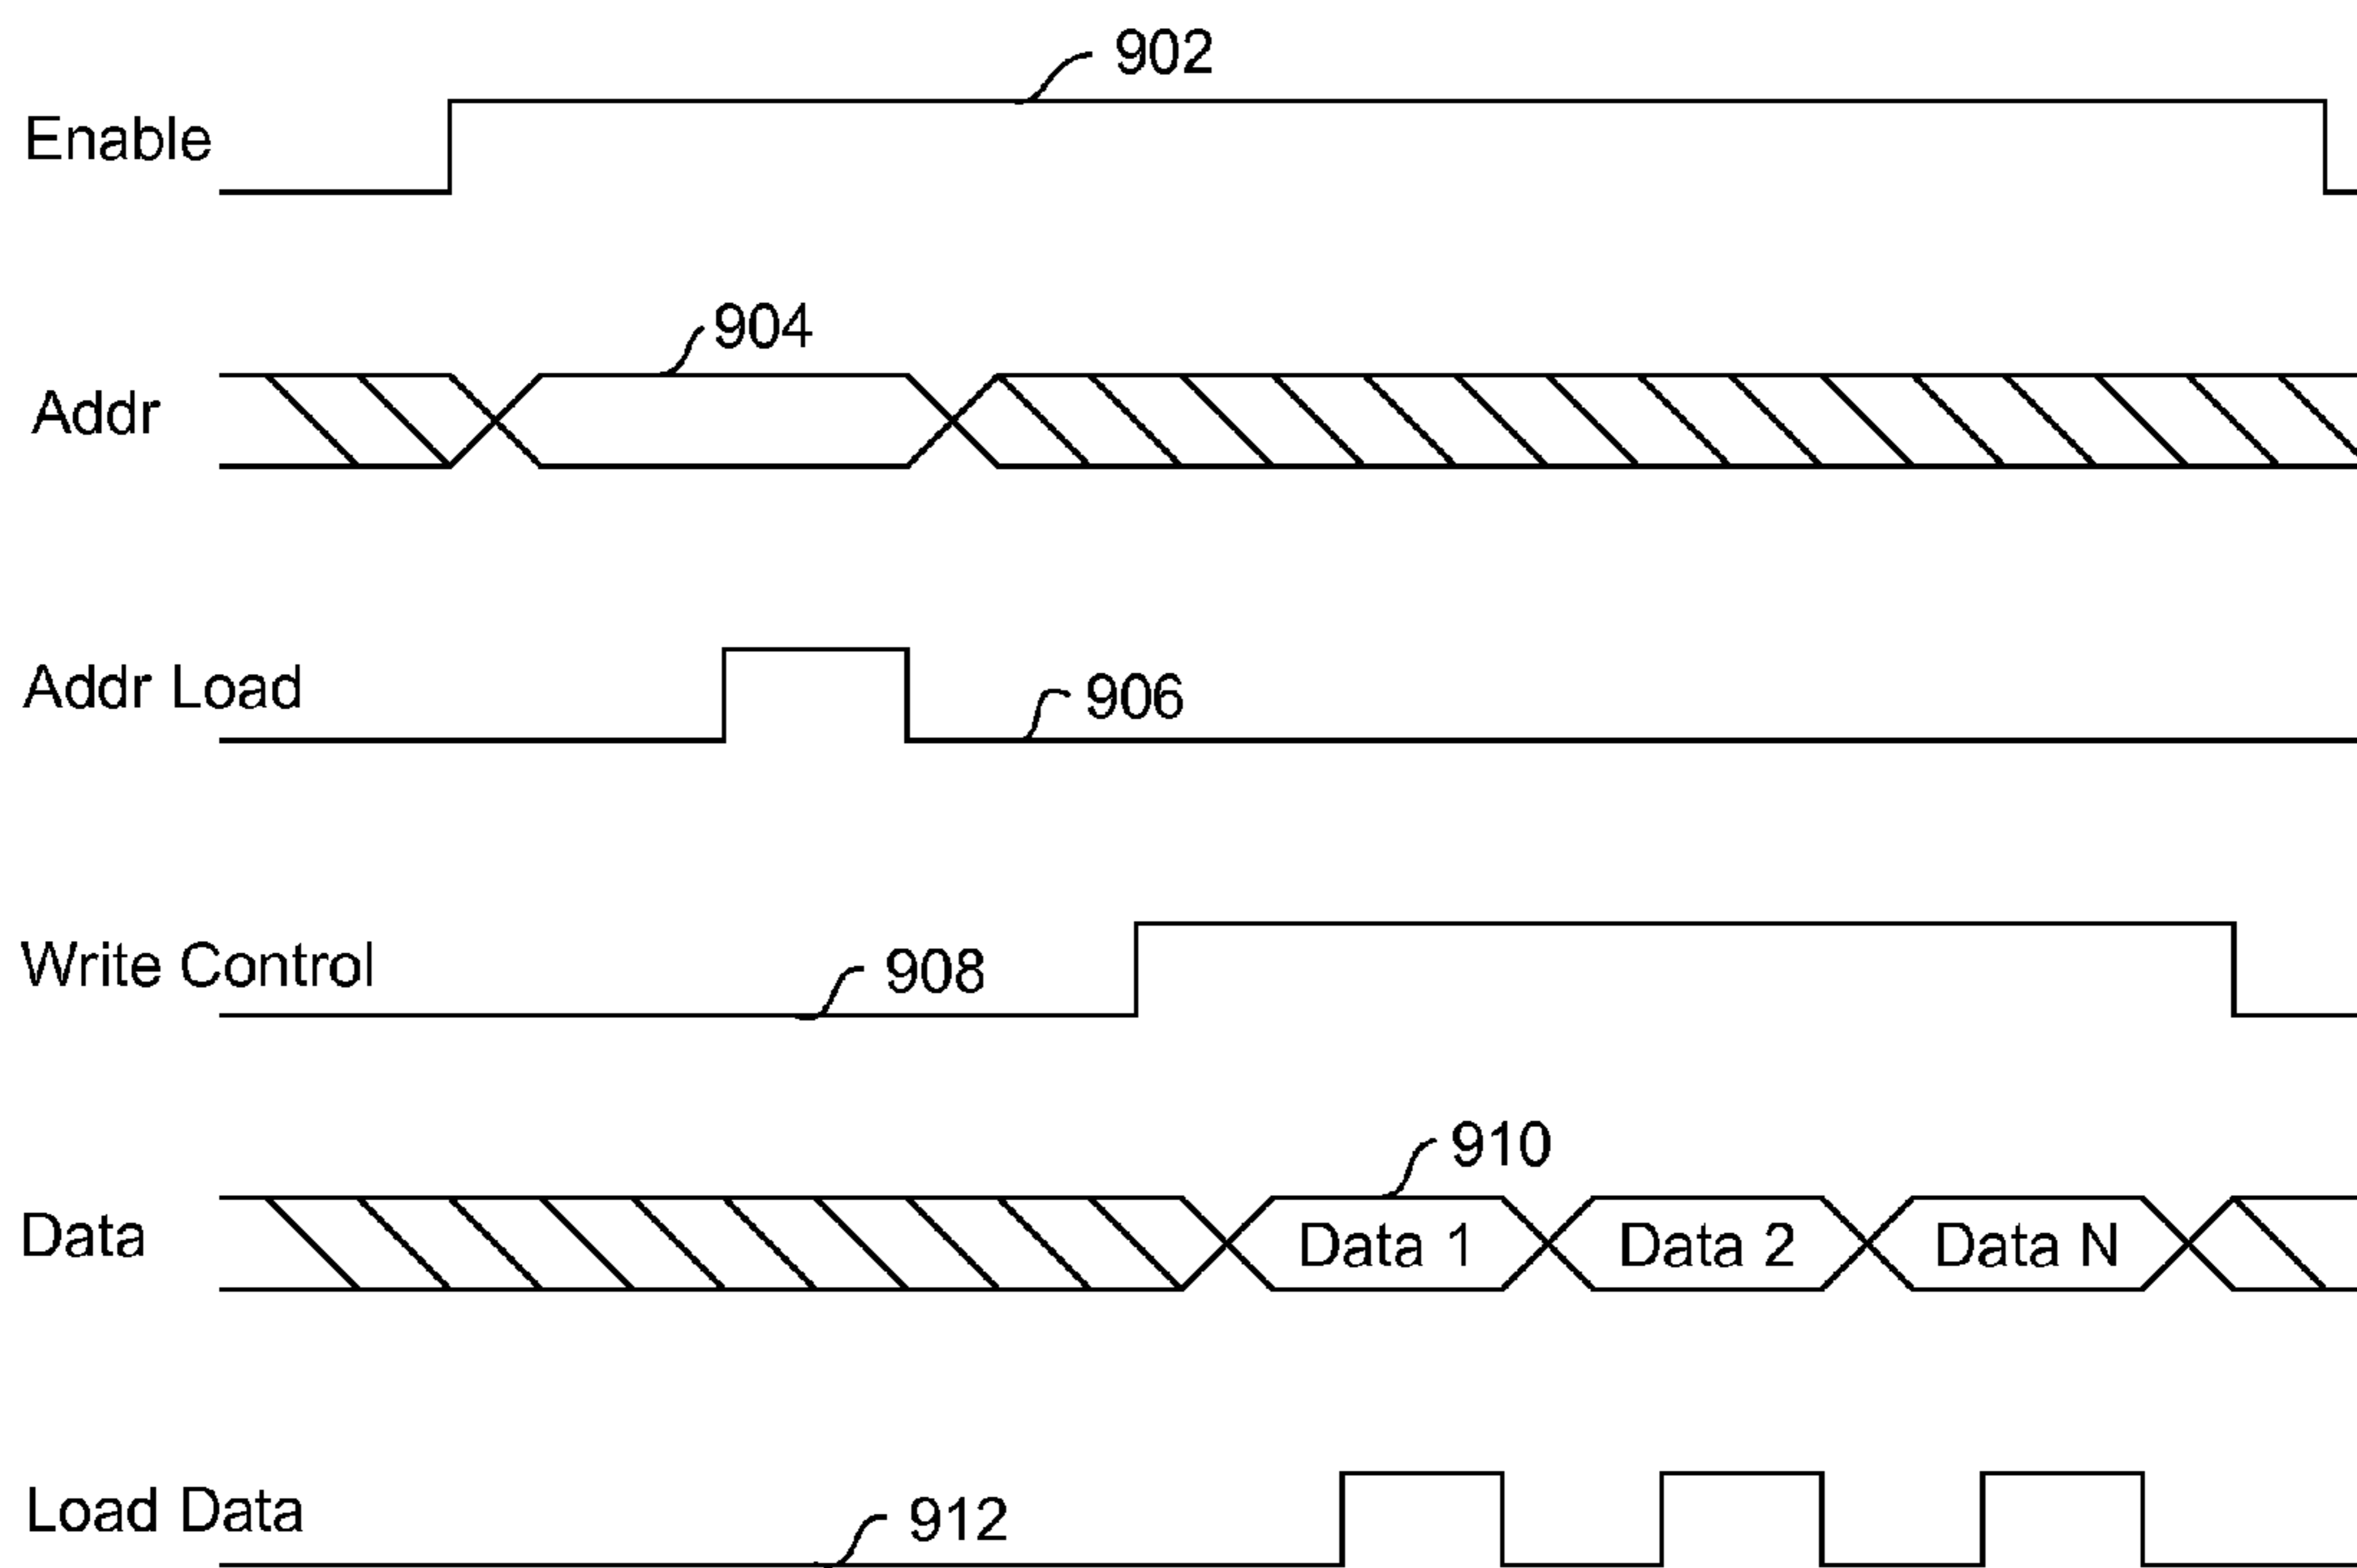 902
Enable
904
Addr
Addr Load
906
Write Control
908
910
Data
Data 1
Data 2
Data N
Load Data
912